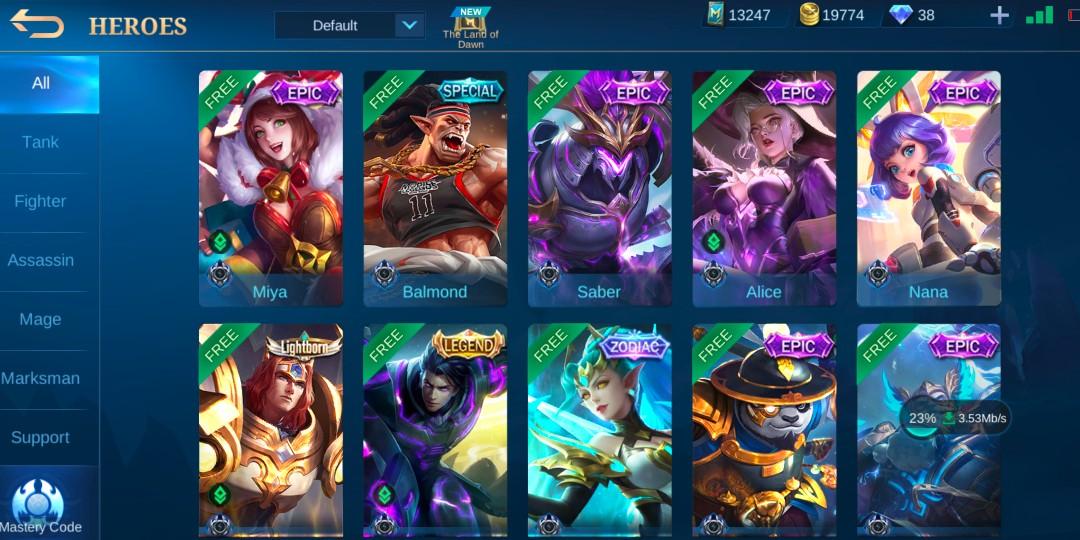 HEROES
Default
NEW
The Land of
Dawn
13247
19774
38
All
Tank
Fighter
Assassin
Mage
Marksman
Support
Mastery Code
FREE
EPIC
Miya
FREE
SPECIAL
11
Balmond
FREE
EPIC
Saber
FREE
EPIC
Alice
FREE
EPIC
Nana
FREE
Lightborn
FREE
LEGEND
FREE
ZODIAC
FREE
EPIC
FREE
EPIC
23%
3.53Mb/s